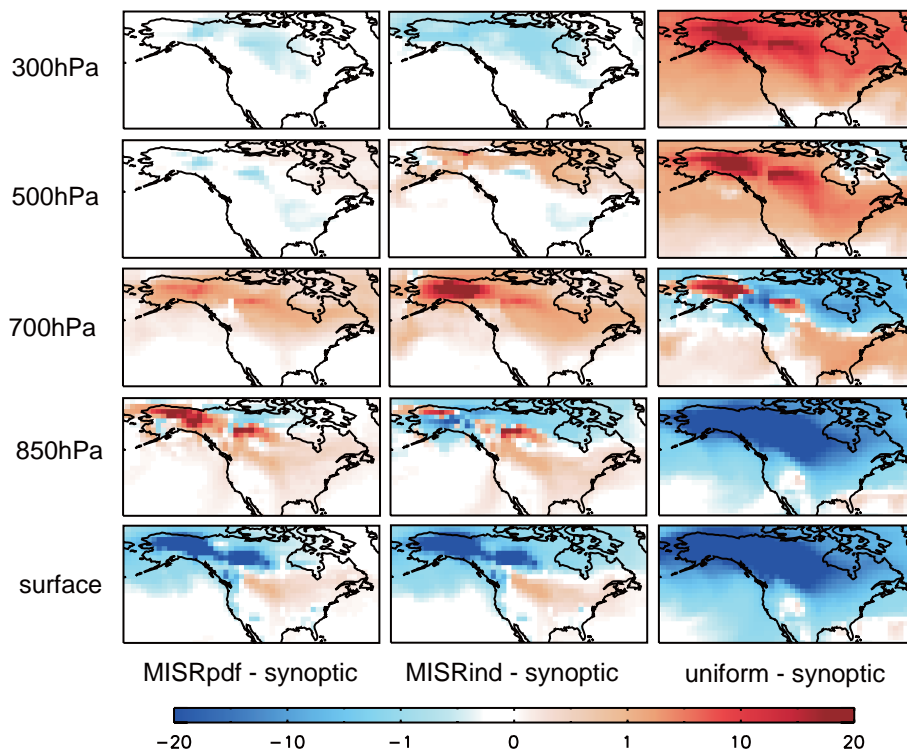 300hPa
500hPa
700hPa
850hPa
surface
MISRpdf - synoptic MISRind - synoptic uniform - synoptic
-20 -10 -1 0 1 10 20